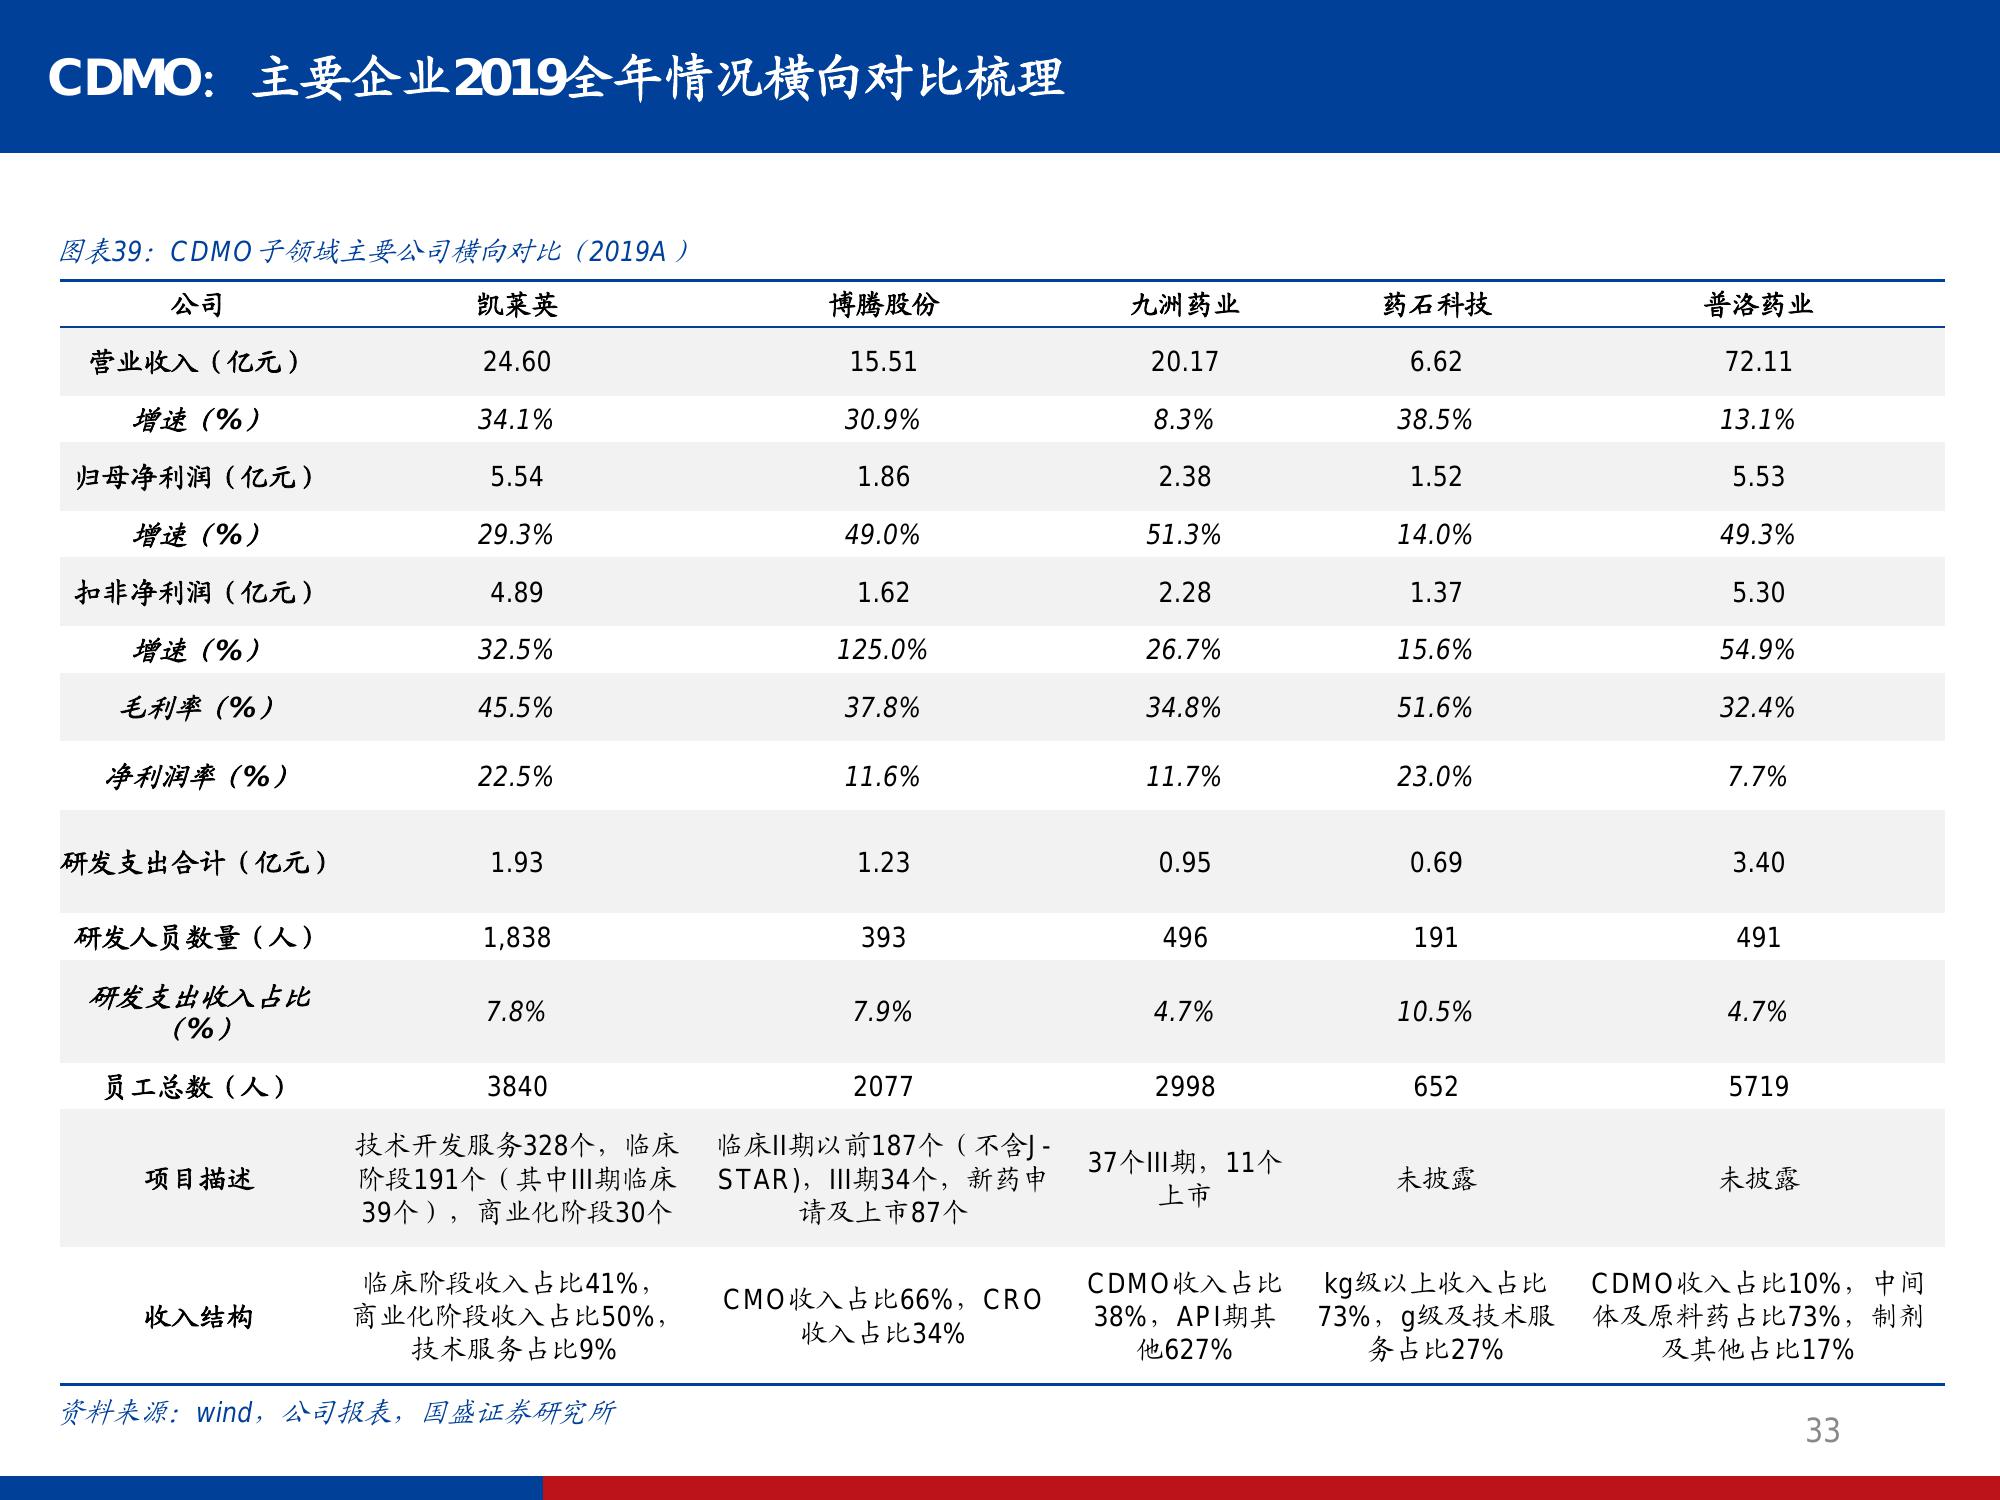 CDMO：主要企业2019全年情况横向对比梳理
图表39：CDMO子领域主要公司横向对比（2019A）
公司 凯莱英 博腾股份 九洲药业 药石科技 普洛药业
营业收入（亿元） 24.60 15.51 20.17 6.62 72.11
增速（%） 34.1% 30.9% 8.3% 38.5% 13.1%
归母净利润（亿元） 5.54 1.86 2.38 1.52 5.53
增速（%） 29.3% 49.0% 51.3% 14.0% 49.3%
扣非净利润（亿元） 4.89 1.62 2.28 1.37 5.30
增速（%） 32.5% 125.0% 26.7% 15.6% 54.9%
毛利率（%） 45.5% 37.8% 34.8% 51.6% 32.4%
净利润率（%） 22.5% 11.6% 11.7% 23.0% 7.7%
研发支出合计（亿元） 1.93 1.23 0.95 0.69 3.40
研发人员数量（人） 1,838 393 496 191 491
研发支出收入占比
（%）
7.8% 7.9% 4.7% 10.5% 4.7%
员工总数（人） 3840 2077 2998 652 5719
项目描述
技术开发服务328个，临床
阶段191个（其中III期临床
39个），商业化阶段30个
临床II期以前187个（不含J-
STAR)，III期34个，新药申
请及上市87个
37个III期，11个
上市
未披露
未披露
收入结构
临床阶段收入占比41%，
商业化阶段收入占比50%，
技术服务占比9%
CMO收入占比66%，CRO
收入占比34%
CDMO收入占比
38%，API期其
他627%
kg级以上收入占比
73%，g级及技术服
务占比27%
CDMO收入占比10%，中间
体及原料药占比73%，制剂
及其他占比17%
资料来源：wind，公司报表，国盛证券研究所
33